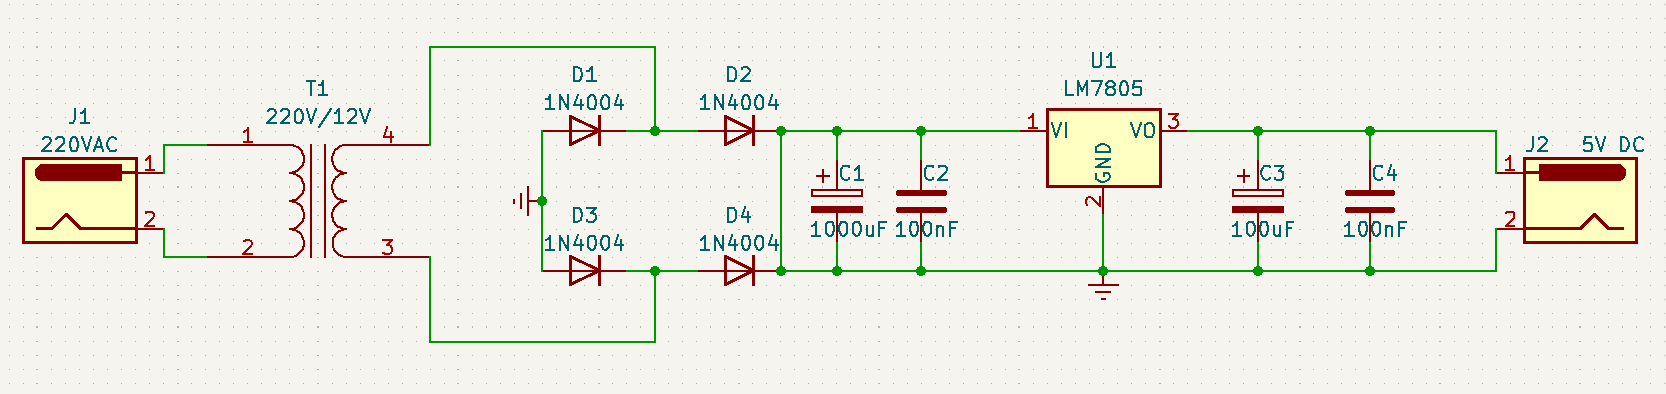 J1
220VAC
1
2
T1
220V/12V
1
2
4
3
D1
1N4004
D2
1N4004
D3
1N4004
D4
1N4004
+
C1
1000uF
C2
100nF
U1
LM7805
1
VI
VO
3
GND
2
+
C3
100uF
C4
100nF
J2
5V DC
1
2